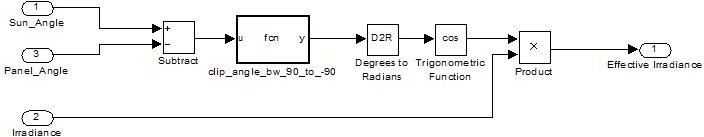 1
Sun_Angle
3
Panel_Angle
+
−
Subtract
u fcn y
clip_angle_bw_90_to_-90
D2R
Degrees to
Radians
cos
Trigonometric
Function
×
Product
1
Effective Irradiance
2
Irradiance